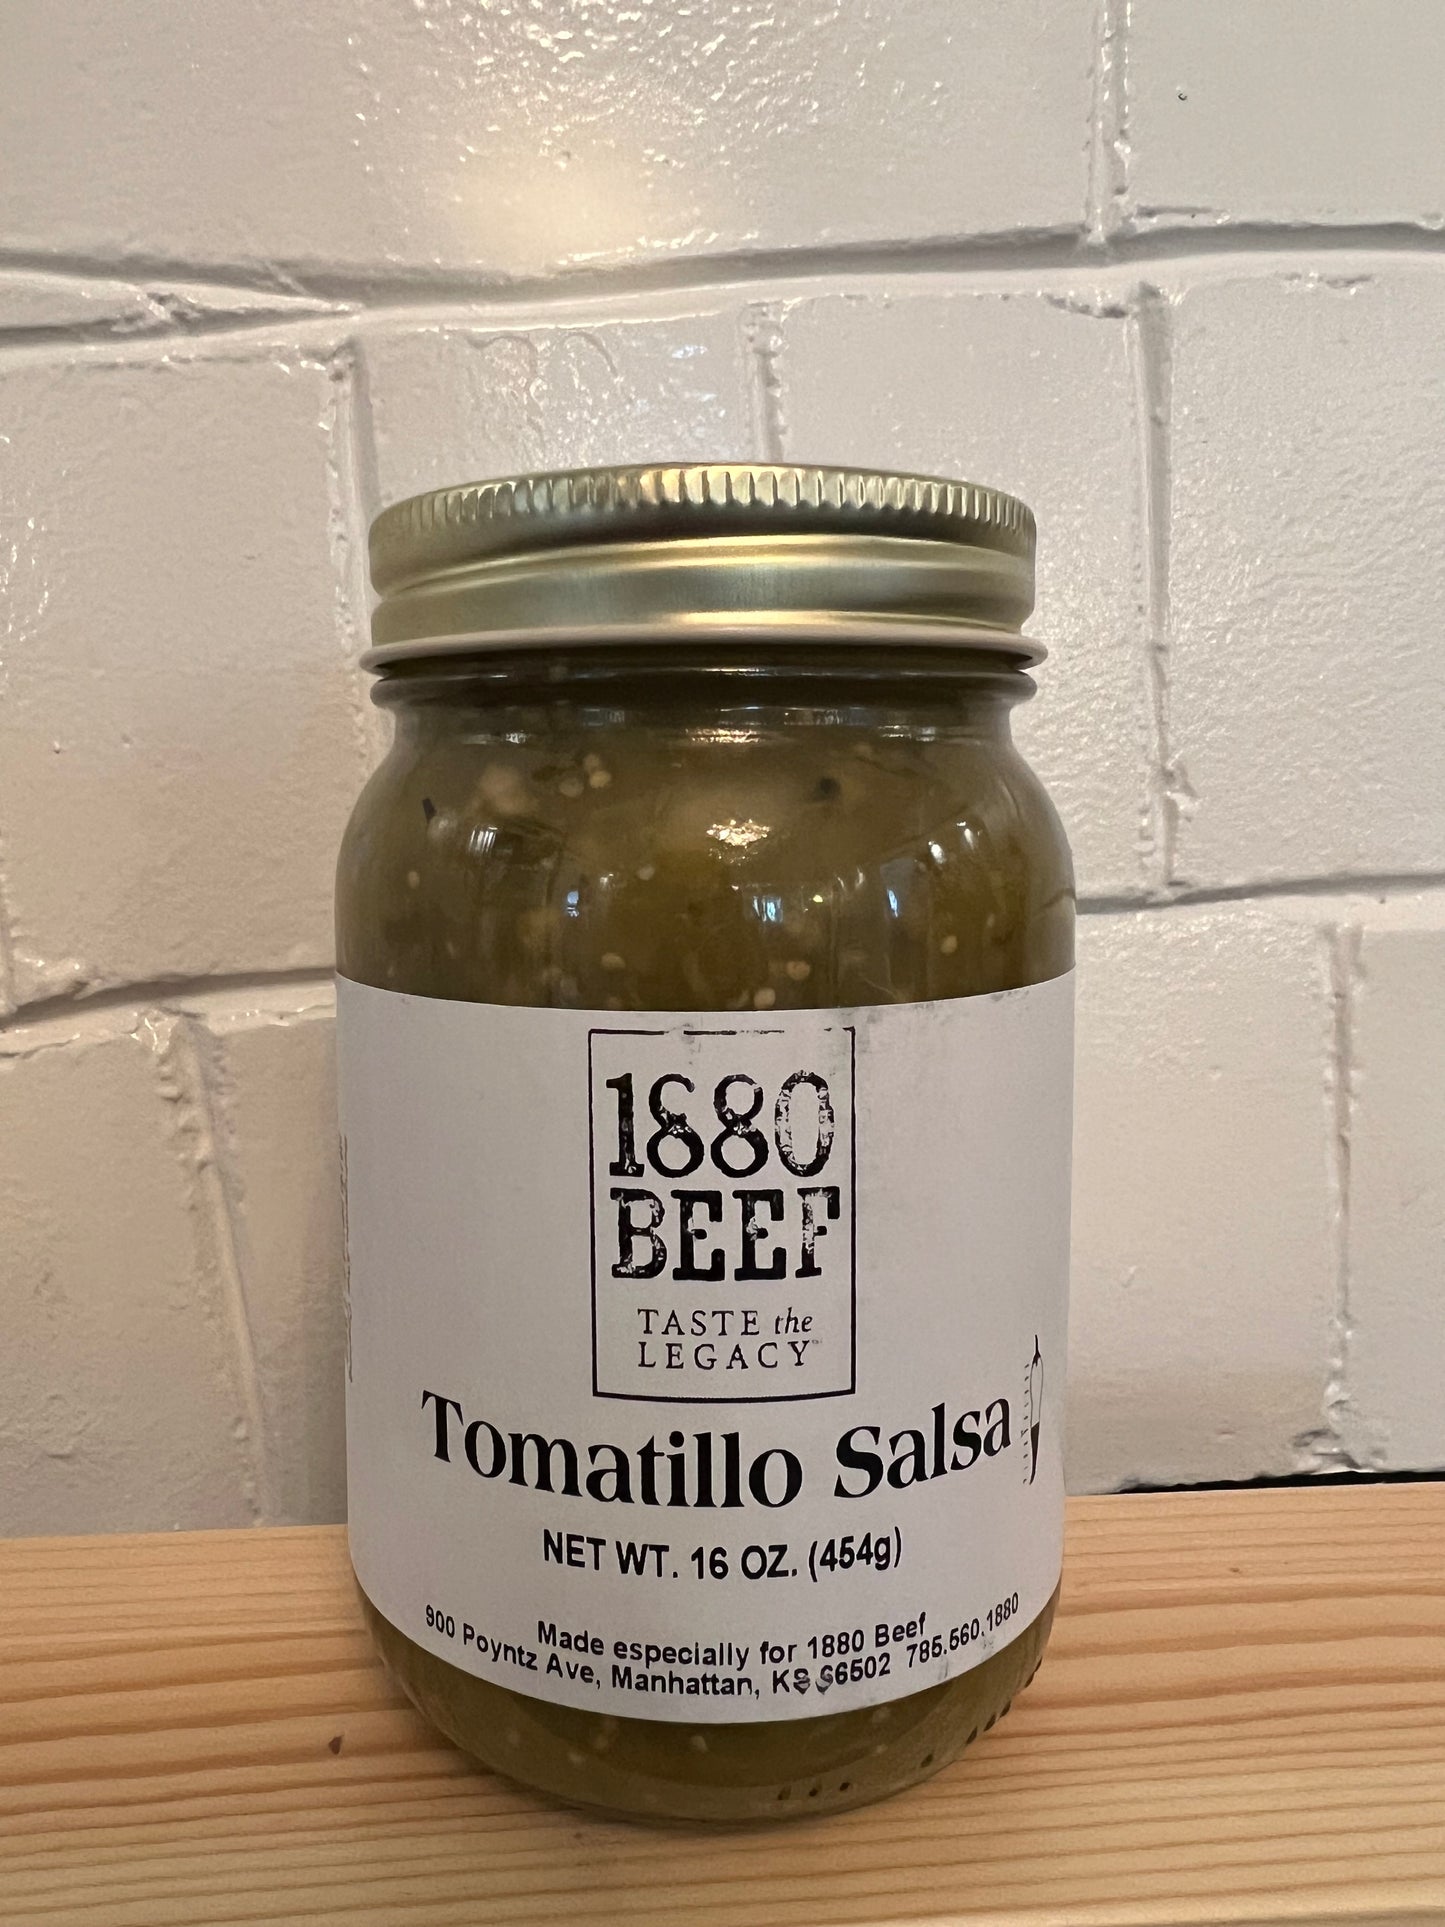 1880
BEEF
TASTE the
LEGACY™
Tomatillo Salsa
NET WT. 16 OZ. (454g)
Made especially for 1880 Beef
900 Poyntz Ave, Manhattan, KS 66502 785.560.1880